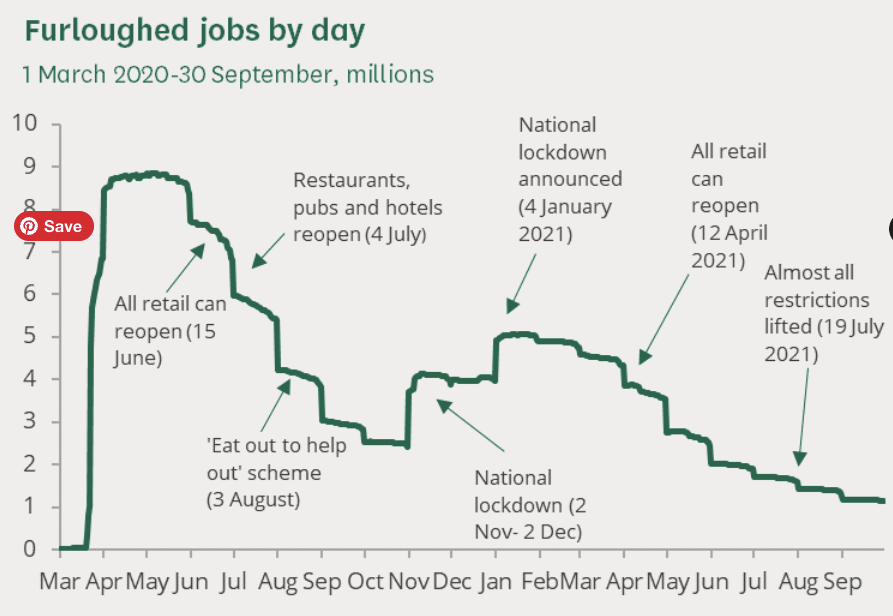 Furloughed jobs by day
1 March 2020-30 September, millions
10
9
8
7
6
5
4
3
2
1
0
Save
National
lockdown
announced
(4 January
2021)
All retail
can
reopen
(12 April
2021)
Restaurants,
pubs and hotels
reopen (4 July)
Almost all
restrictions
lifted (19 July
2021)
All retail can
reopen (15
June)
'Eat out to help
out' scheme
(3 August)
National
lockdown (2
Nov- 2 Dec)
Mar Apr May Jun Jul Aug Sep Oct Nov Dec Jan Feb Mar Apr May Jun Jul Aug Sep